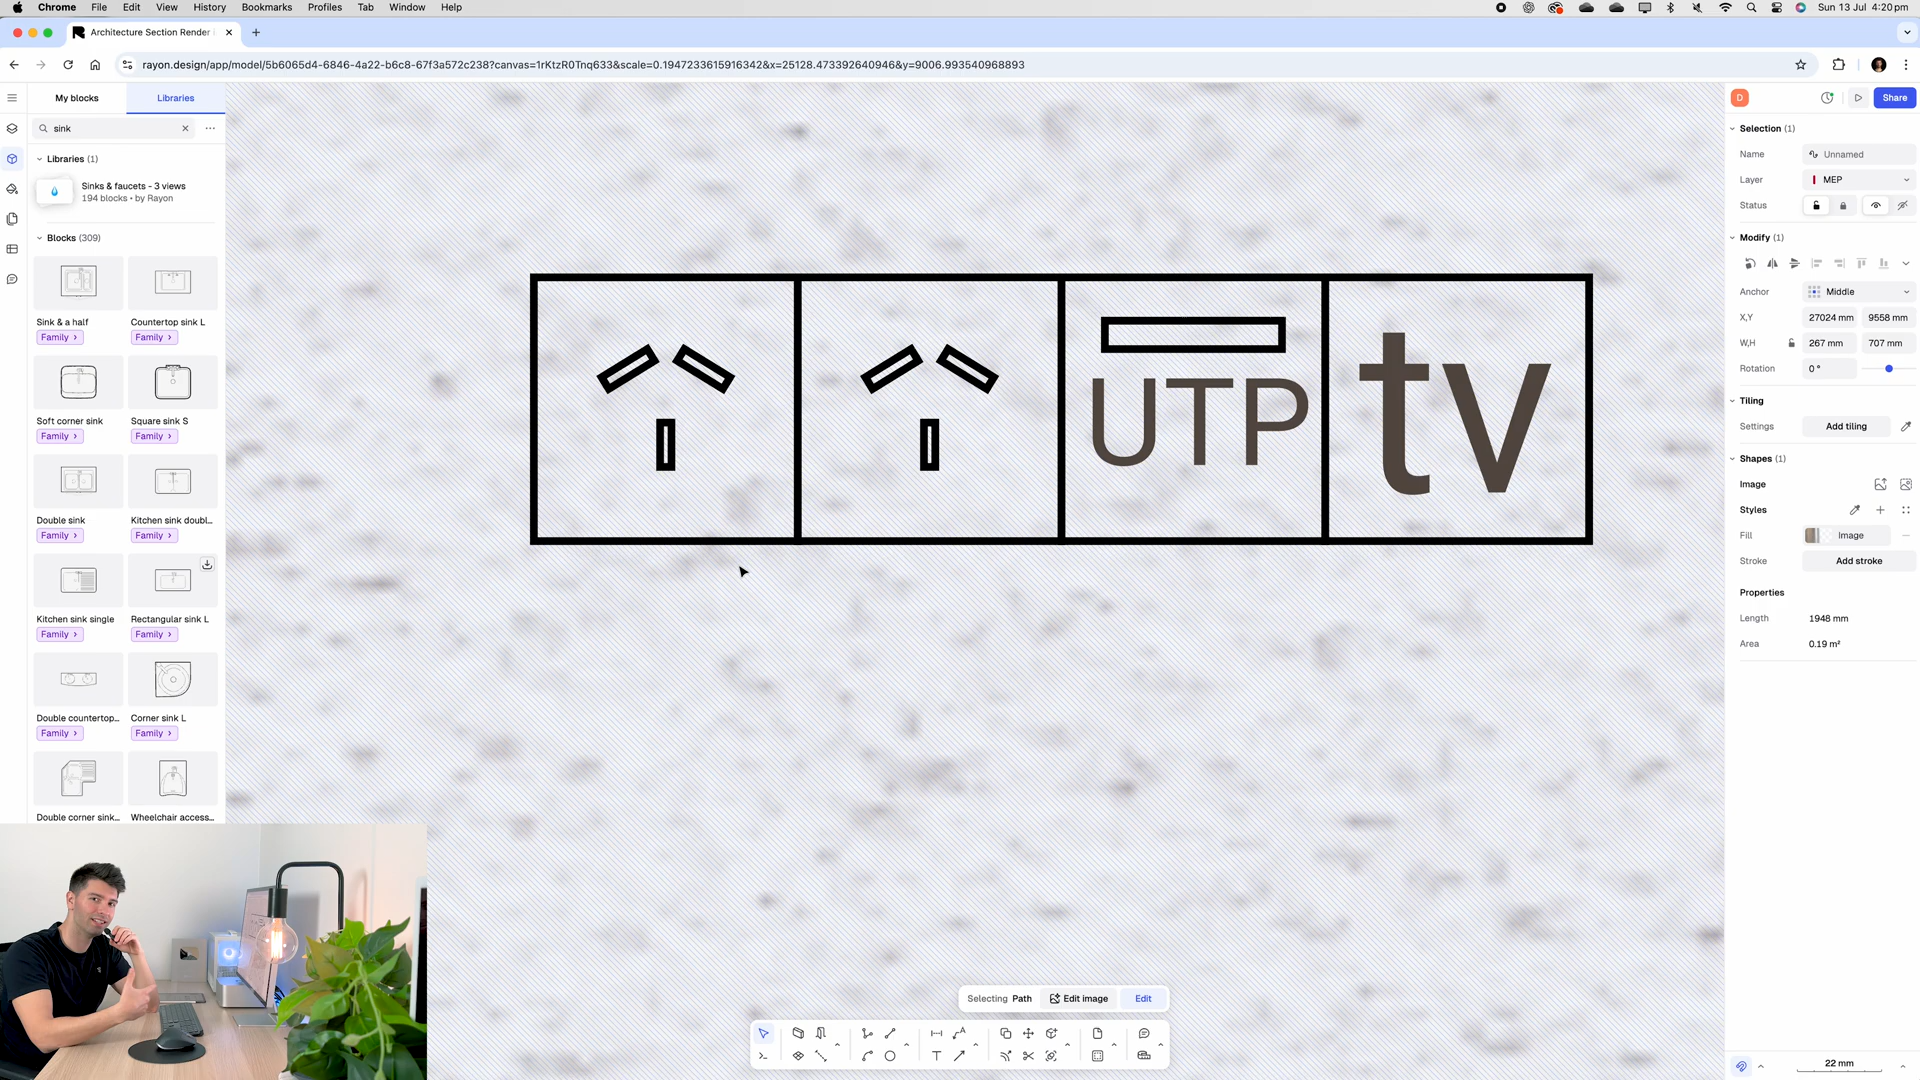 Chrome File Edit View History Bookmarks Profiles Tab Window Help
Sun 13 Jul 4:20 pm
Architecture Section Render
rayon.design/app/model/5b6065d4-6846-4a22-b6c8-67f3a572c238?canvas=1rKtzR0Tnq633&scale=0.1947233615916342&x=25128.473392640946&y=9006.993540968893
My blocks
Libraries
sink
Libraries (1)
Sinks & faucets - 3 views
194 blocks • by Rayon
Blocks (309)
Sink & a half
Countertop sink L
Family >
Family >
Soft corner sink
Square sink S
Family >
Family >
Double sink
Kitchen sink doubl...
Family >
Family >
Kitchen sink single
Rectangular sink L
Family >
Family >
Double countertop...
Corner sink L
Family >
Family >
Double corner sink...
Wheelchair access...
UTP
tv
Selecting Path
Edit image
Edit
D
Share
Selection (1)
Name
Unnamed
Layer
MEP
Status
Modify (1)
Anchor
Middle
X,Y
27024 mm
9558 mm
W,H
267 mm
707 mm
Rotation
0 °
Tiling
Settings
Add tiling
Shapes (1)
Image
Styles
Fill
Image
Stroke
Add stroke
Properties
Length
1948 mm
Area
0.19 m²
22 mm